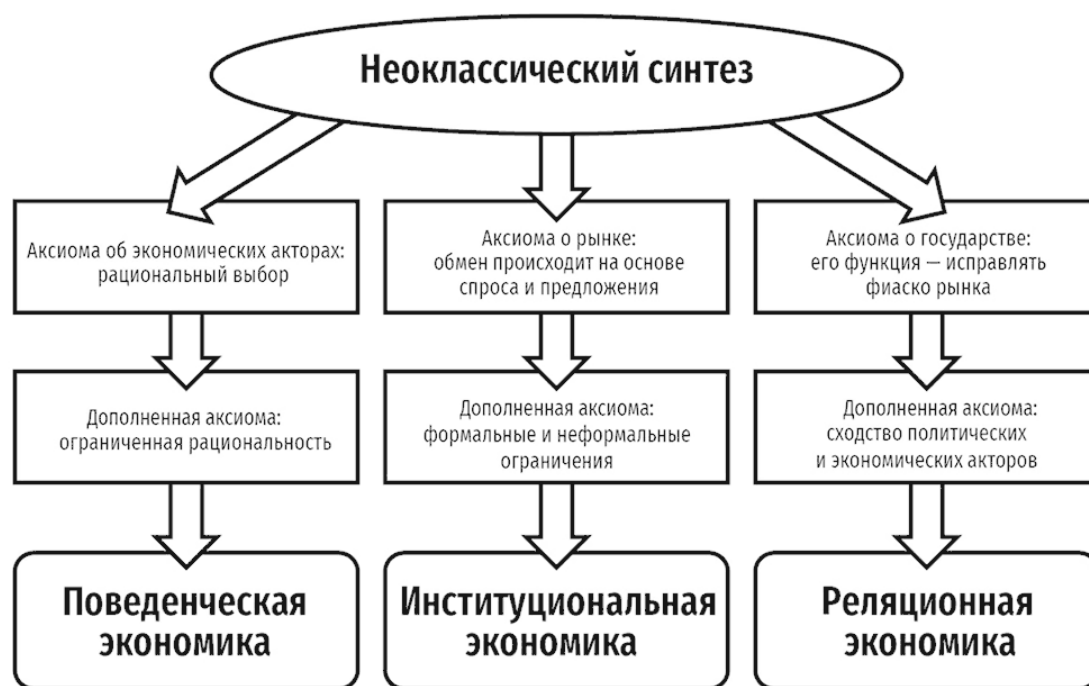 Неоклассический синтез
Аксиома об экономических акторах:
рациональный выбор
Аксиома о рынке:
обмен происходит на основе
спроса и предложения
Аксиома о государстве:
его функция — исправлять
фиаско рынка
Дополненная аксиома:
ограниченная рациональность
Дополненная аксиома:
формальные и неформальные
ограничения
Дополненная аксиома:
сходство политических
и экономических акторов
Поведенческая
экономика
Институциональная
экономика
Реляционная
экономика